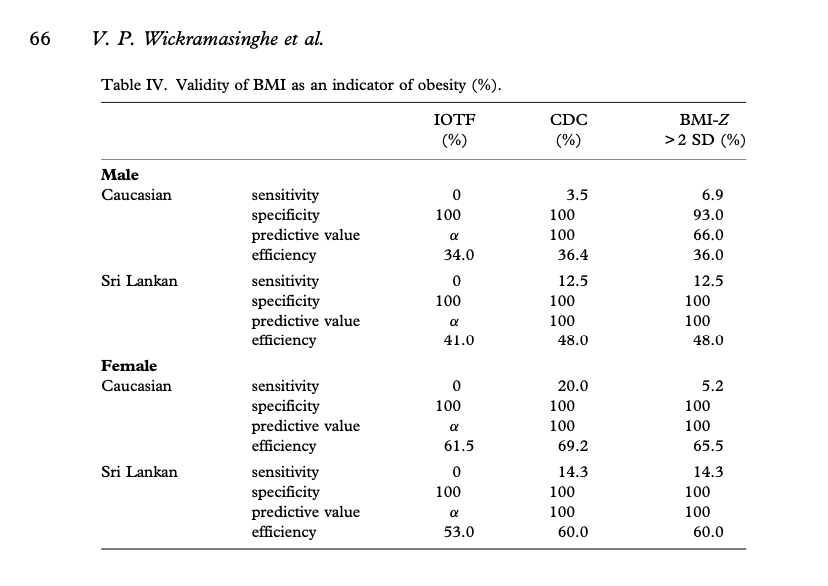 66 V. P. Wickramasinghe et al.
Table IV. Validity of BMI as an indicator of obesity (%).
IOTF CDC BMI-Z
(%) (%) >2 SD (%)
Male
Caucasian sensitivity 0 3.5 6.9
specificity 100 100 93.0
predictive value α 100 66.0
efficiency 34.0 36.4 36.0
Sri Lankan sensitivity 0 12.5 12.5
specificity 100 100 100
predictive value α 100 100
efficiency 41.0 48.0 48.0
Female
Caucasian sensitivity 0 20.0 5.2
specificity 100 100 100
predictive value α 100 100
efficiency 61.5 69.2 65.5
Sri Lankan sensitivity 0 14.3 14.3
specificity 100 100 100
predictive value α 100 100
efficiency 53.0 60.0 60.0